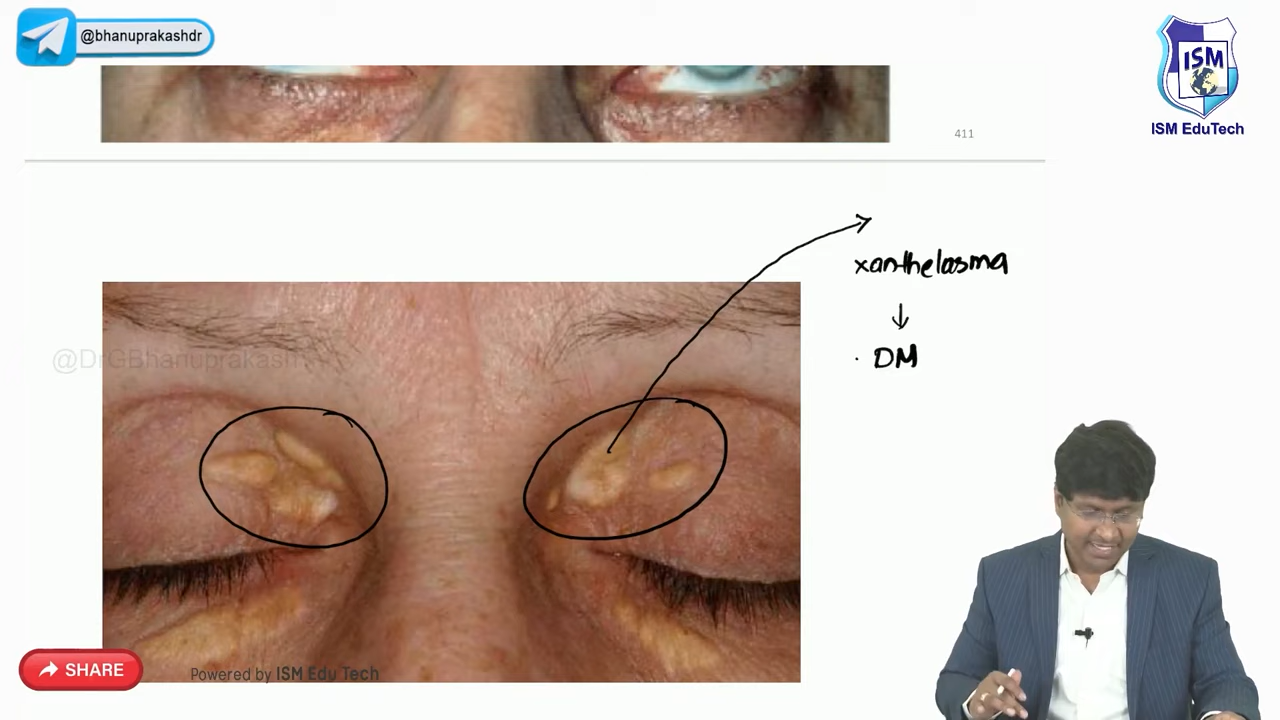 @bhanuprakashdr
ISM
ISM EduTech
411
xanthelasma
↓
· DM
@DrGBhanuprakash
SHARE
Powered by ISM Edu Tech